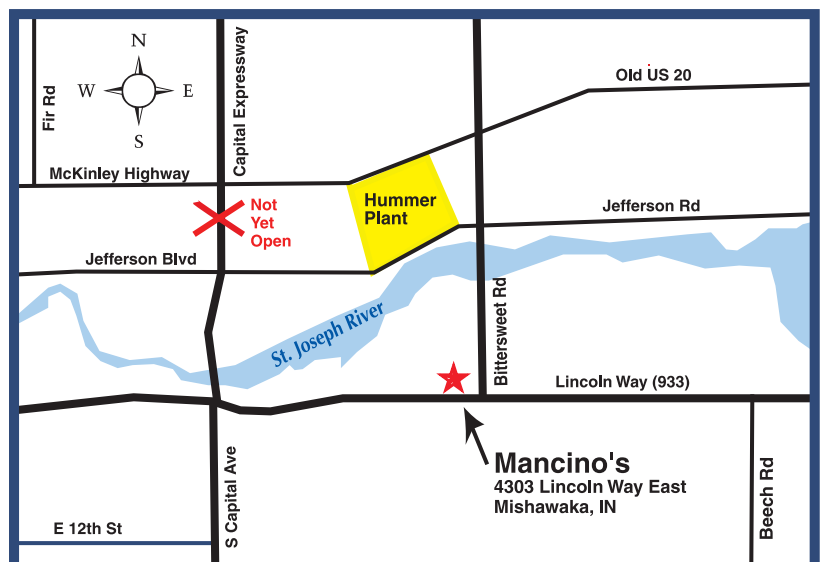 N
W
E
S
Fir Rd
Capital Expressway
Old US 20
McKinley Highway
Not
Yet
Open
Hummer
Plant
Jefferson Rd
Jefferson Blvd
St. Joseph River
Bittersweet Rd
Lincoln Way (933)
Mancino's
4303 Lincoln Way East
Mishawaka, IN
S Capital Ave
E 12th St
Beech Rd